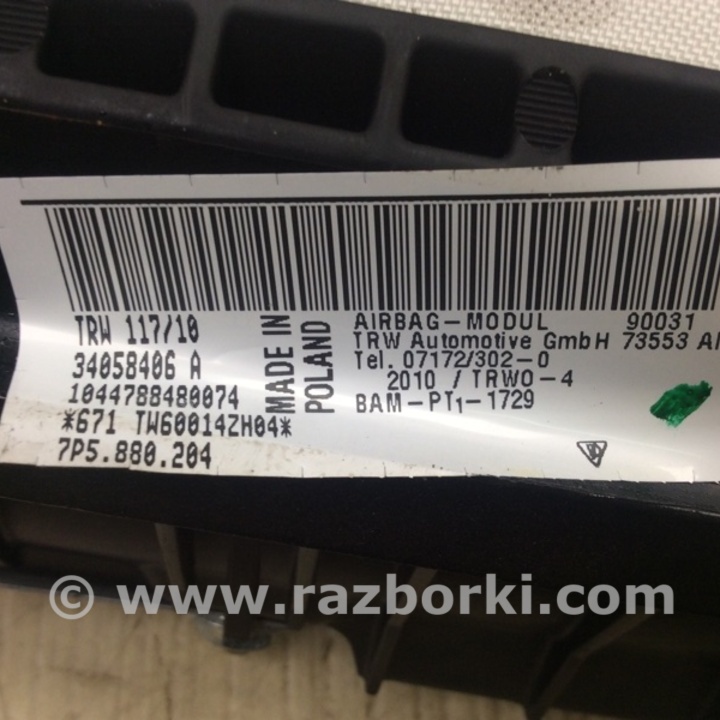 TRW 117/10
34058406 A
1044788480074
*671 TW60014ZH04*
7P5.880.204
MADE IN
POLAND
AIRBAG-MODUL 90031
TRW Automotive GmbH 73553
Tel. 07172/302-0
2010 / TRWO-4
BAM-PT1-1729
© www.razborki.com